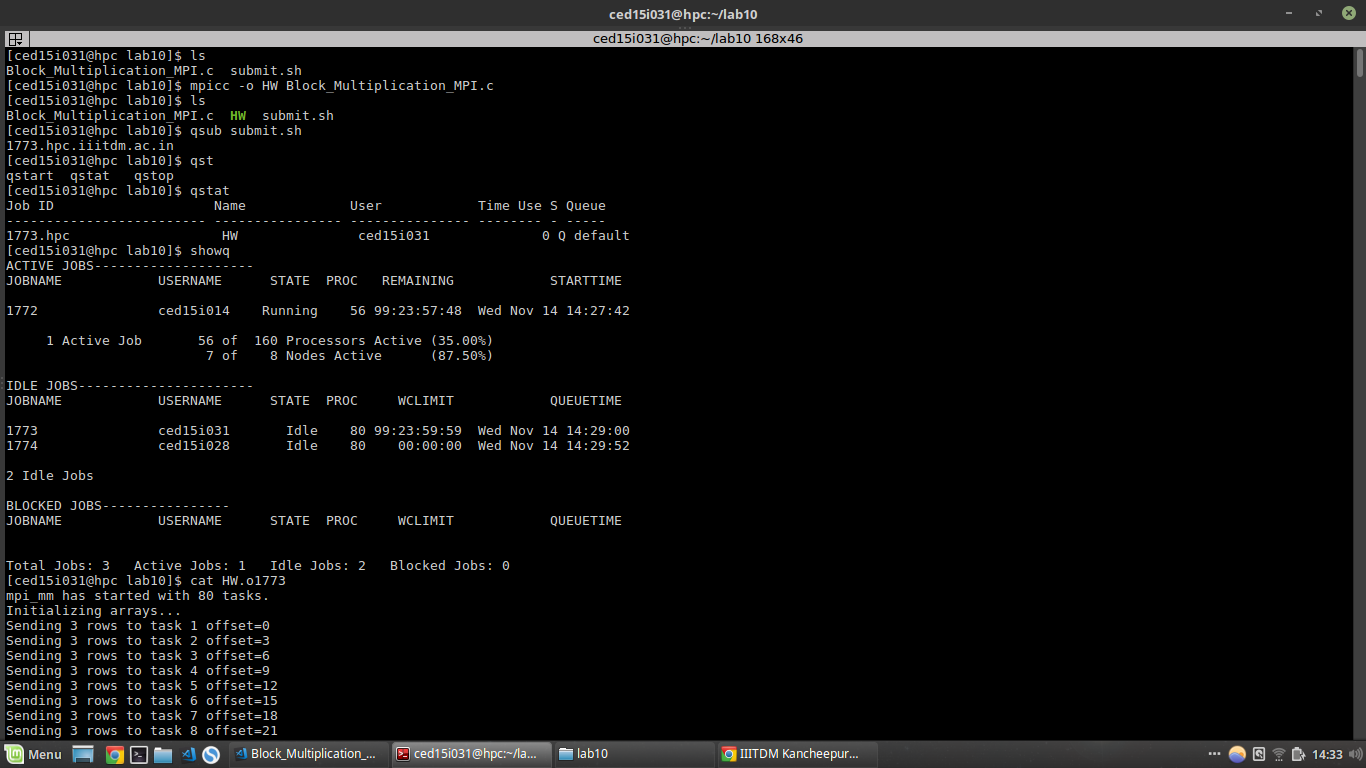 ced15i031@hpc:~/lab10
ced15i031@hpc:~/lab10 168x46
[ced15i031@hpc lab10]$ ls
Block_Multiplication_MPI.c  submit.sh
[ced15i031@hpc lab10]$ mpicc -o HW Block_Multiplication_MPI.c
[ced15i031@hpc lab10]$ ls
Block_Multiplication_MPI.c  HW  submit.sh
[ced15i031@hpc lab10]$ qsub submit.sh
1773.hpc.iiitdm.ac.in
[ced15i031@hpc lab10]$ qst
qstart  qstat   qstop
[ced15i031@hpc lab10]$ qstat
Job ID                    Name             User            Time Use S Queue
------------------------- ---------------- --------------- -------- - -----
1773.hpc                   HW               ced15i031              0 Q default
[ced15i031@hpc lab10]$ showq
ACTIVE JOBS--------------------
JOBNAME            USERNAME      STATE  PROC   REMAINING            STARTTIME
1772               ced15i014    Running    56 99:23:57:48  Wed Nov 14 14:27:42
     1 Active Job       56 of  160 Processors Active (35.00%)
                         7 of    8 Nodes Active      (87.50%)
IDLE JOBS----------------------
JOBNAME            USERNAME      STATE  PROC     WCLIMIT            QUEUETIME
1773               ced15i031       Idle    80 99:23:59:59  Wed Nov 14 14:29:00
1774               ced15i028       Idle    80    00:00:00  Wed Nov 14 14:29:52
2 Idle Jobs
BLOCKED JOBS----------------
JOBNAME            USERNAME      STATE  PROC     WCLIMIT            QUEUETIME
Total Jobs: 3   Active Jobs: 1   Idle Jobs: 2   Blocked Jobs: 0
[ced15i031@hpc lab10]$ cat HW.o1773
mpi_mm has started with 80 tasks.
Initializing arrays...
Sending 3 rows to task 1 offset=0
Sending 3 rows to task 2 offset=3
Sending 3 rows to task 3 offset=6
Sending 3 rows to task 4 offset=9
Sending 3 rows to task 5 offset=12
Sending 3 rows to task 6 offset=15
Sending 3 rows to task 7 offset=18
Sending 3 rows to task 8 offset=21
Menu Block_Multiplication_... ced15i031@hpc:~/la... lab10 IIITDM Kancheepur... 14:33